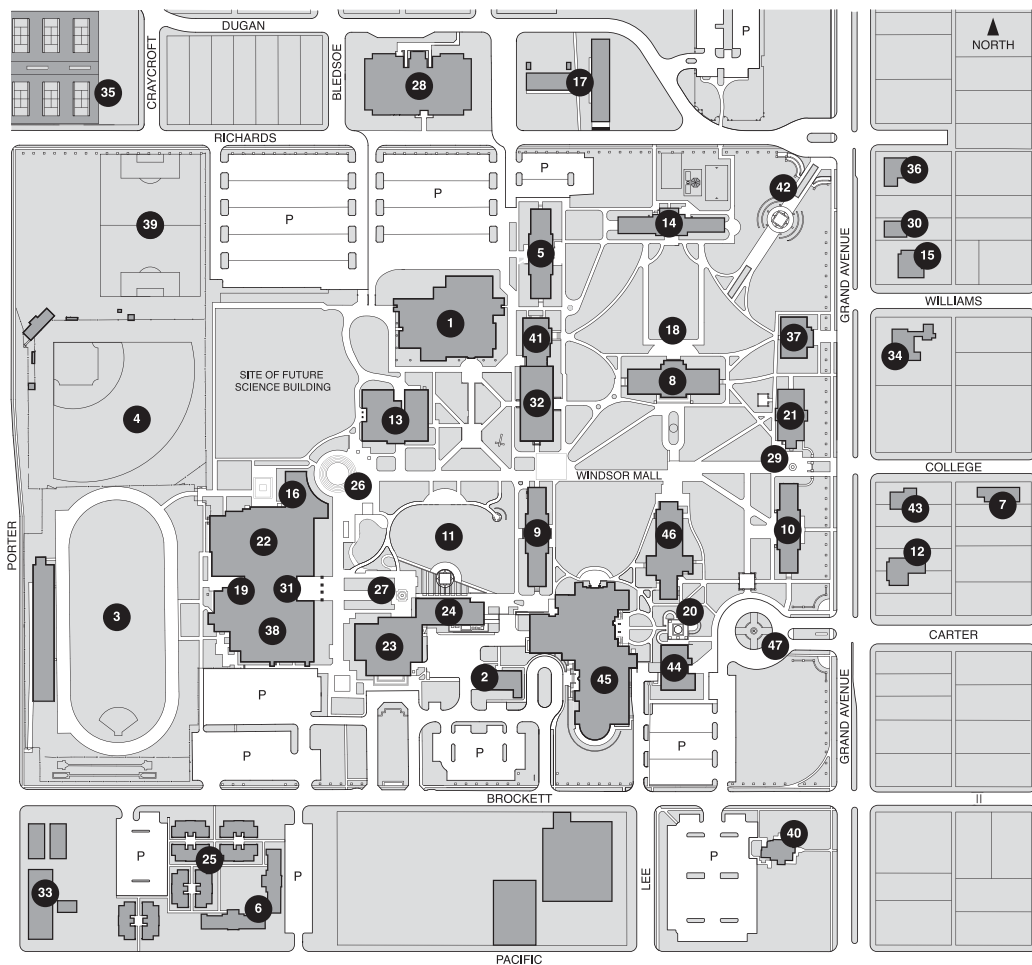 DUGAN
P
NORTH
CRAYCROFT
BLEDSOE
28
17
35
RICHARDS
36
42
P
P
P
39
14
30
5
15
GRAND AVENUE
WILLIAMS
1
18
41
37
34
SITE OF FUTURE
SCIENCE BUILDING
8
32
4
13
21
29
COLLEGE
WINDSOR MALL
26
16
43
7
46
10
9
11
22
12
PORTER
19
31
27
3
24
20
38
23
CARTER
47
2
45
44
P
GRAND AVENUE
P
P
P
BROCKETT
40
25
P
P
P
LEE
33
6
PACIFIC